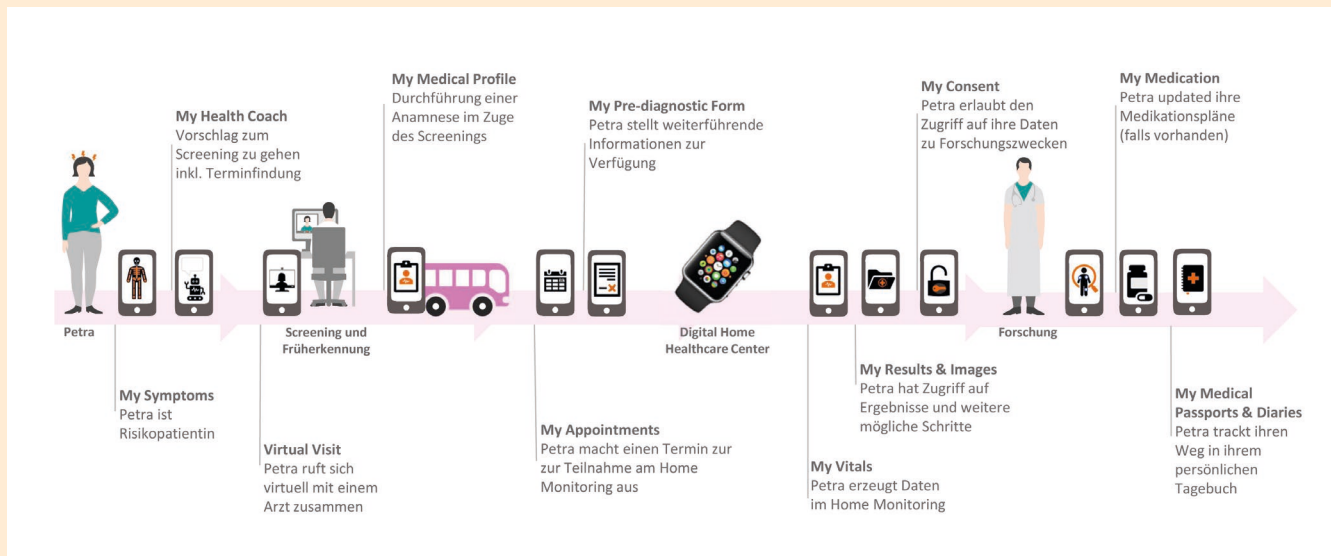 My Medical Profile
Durchführung einer
Anamnese im Zuge
des Screenings
My Medication
Petra updated ihre
Medikationspläne
(falls vorhanden)
My Consent
Petra erlaubt den
Zugriff auf ihre Daten
zu Forschungszwecken
My Pre-diagnostic Form
Petra stellt weiterführende
Informationen zur
Verfügung
My Health Coach
Vorschlag zum
Screening zu gehen
inkl. Terminfindung
Petra
Screening und
Früherkennung
Digital Home
Healthcare Center
Forschung
My Symptoms
Petra ist
Risikopatientin
Virtual Visit
Petra ruft sich
virtuell mit einem
Arzt zusammen
My Appointments
Petra macht einen Termin zur
zur Teilnahme am Home
Monitoring aus
My Results & Images
Petra hat Zugriff auf
Ergebnisse und weitere
mögliche Schritte
My Vitals
Petra erzeugt Daten
im Home Monitoring
My Medical
Passports & Diaries
Petra trackt ihren
Weg in ihrem
persönlichen
Tagebuch